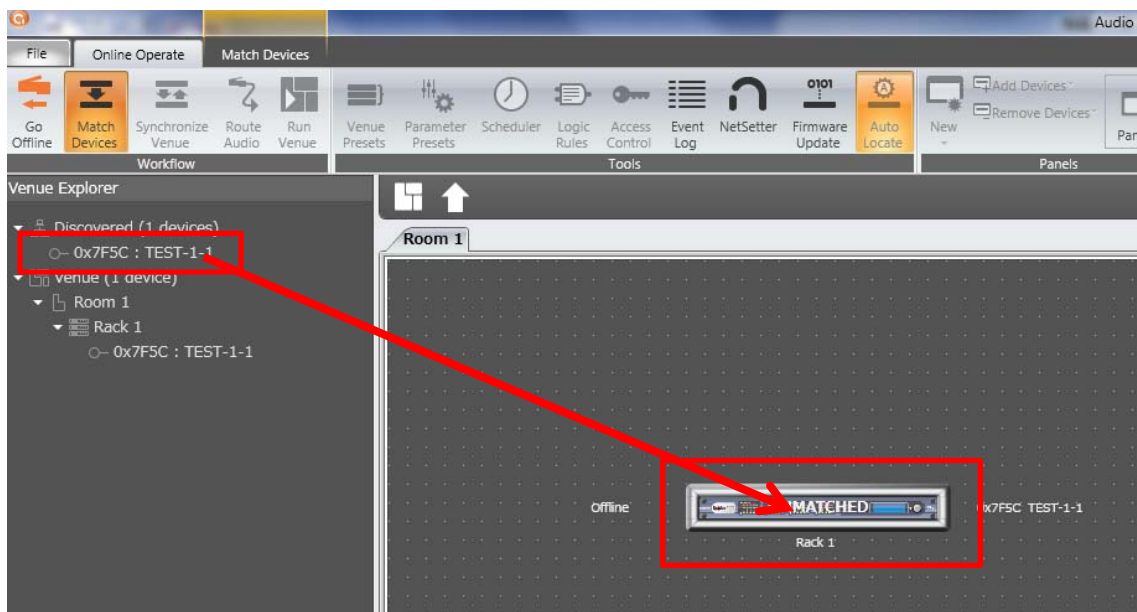 Audio
File Online Operate Match Devices
Go Offline
Match Devices
Synchronize Venue
Route Audio
Run Venue
Workflow
Venue Presets
Parameter Presets
Scheduler
Logic Rules
Access Control
Event Log
NetSetter
0101
Firmware Update
A
Auto Locate
Tools
New
Add Devices
Remove Devices
Par
Panels
Venue Explorer
Discovered (1 devices)
0x7F5C : TEST-1-1
Venue (1 device)
Room 1
Rack 1
0x7F5C : TEST-1-1
Room 1
Offline
MATCHED
x7F5C TEST-1-1
Rack 1